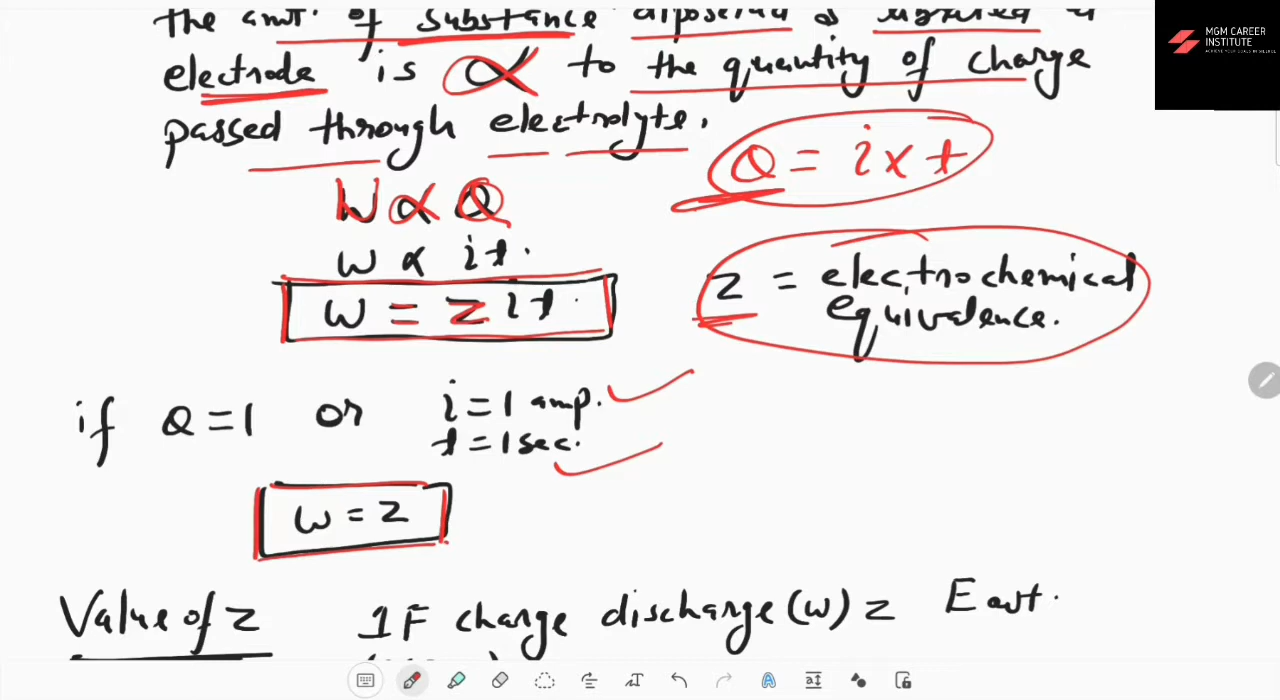 the amt. of substance deposited or liberated at
electrode is ∝ to the quantity of charge
passed through electrolyte.
Q = i x t
W ∝ Q
W ∝ it.
W = Z it.
Z = electrochemical
equivalence.
if Q = 1 or i = 1 amp.
t = 1 sec.
W = Z
Value of Z 1F charge discharge (W) = E
MGM CAREER
INSTITUTE